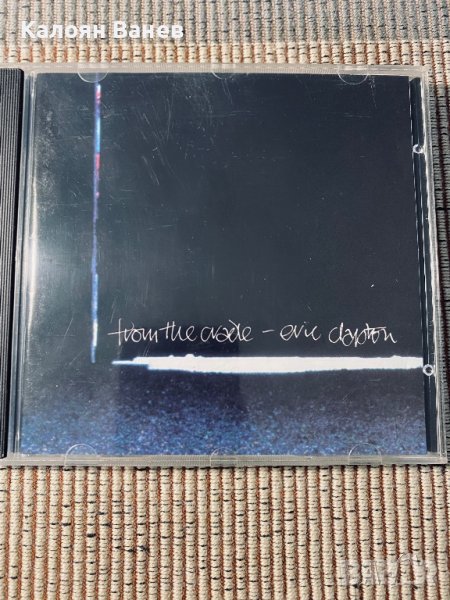 Калоян Ванев
from the cradle – eric clapton